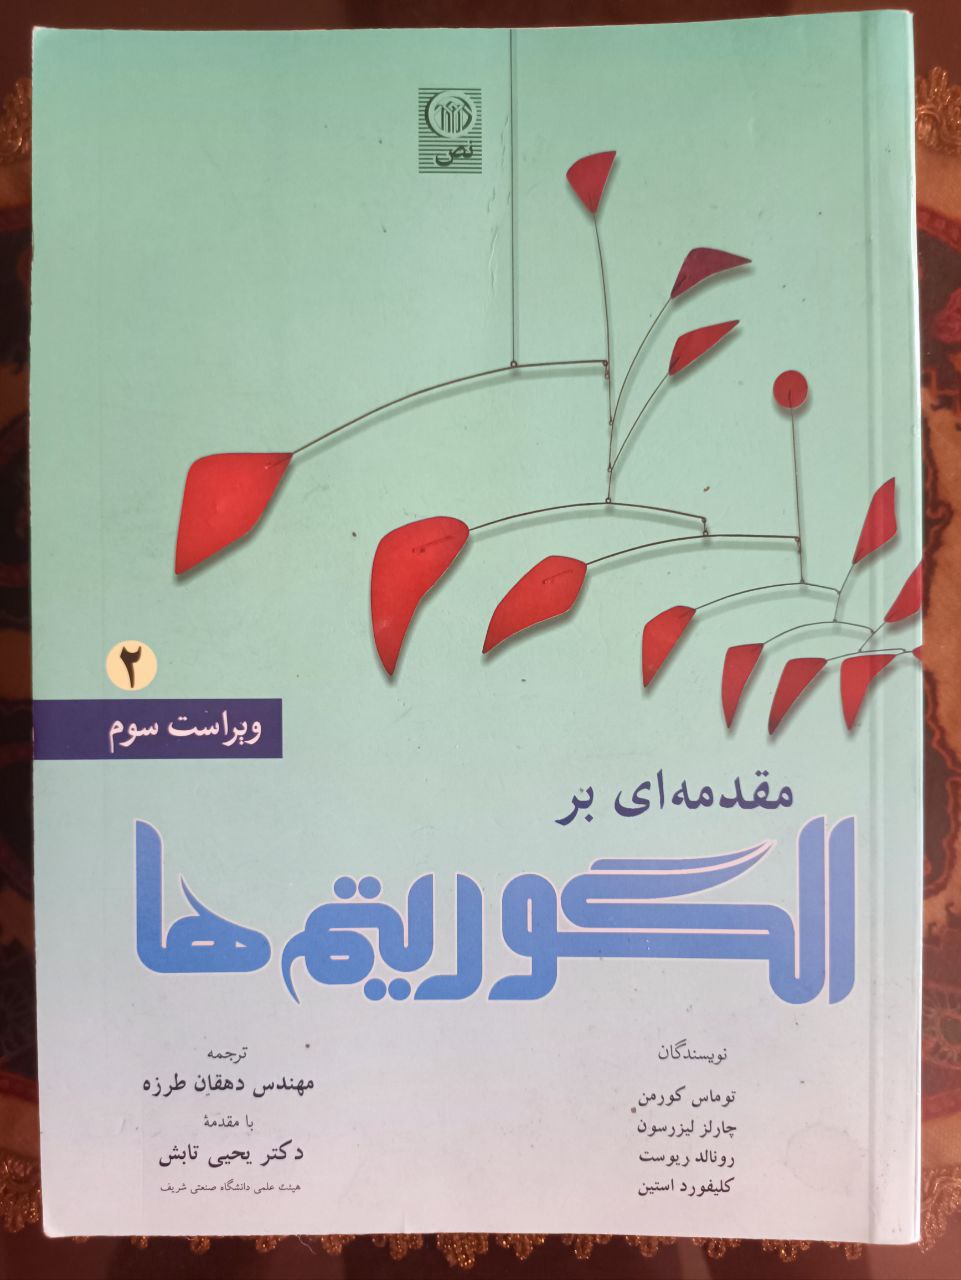 نص
۲
ویراست سوم
مقدمه‌ای بر
الگوریتم‌ها
نویسندگان
توماس کورمن
چارلز لیزرسون
رونالد ریوست
کلیفورد استین
ترجمه
مهندس دهقان طرزه
با مقدمهٔ
دکتر یحیی تابش
هیئت علمی دانشگاه صنعتی شریف